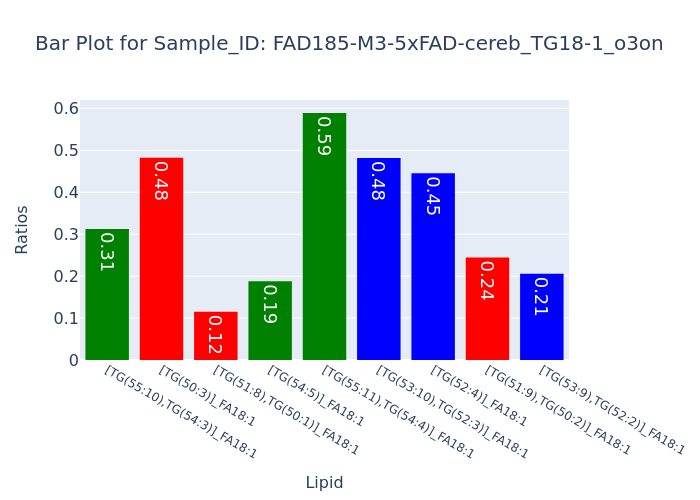 Bar Plot for Sample_ID: FAD185-M3-5xFAD-cereb_TG18-1_o3on
Ratios
0.6
0.5
0.4
0.3
0.2
0.1
0
0.31
0.48
0.12
0.19
0.59
0.48
0.45
0.24
0.21
[TG(55:10),TG(54:3)]_FA18:1
[TG(50:3)]_FA18:1
[TG(51:8),TG(50:1)]_FA18:1
[TG(54:5)]_FA18:1
[TG(55:11),TG(54:4)]_FA18:1
[TG(53:10),TG(52:3)]_FA18:1
[TG(52:4)]_FA18:1
[TG(51:9),TG(50:2)]_FA18:1
[TG(53:9),TG(52:2)]_FA18:1
Lipid